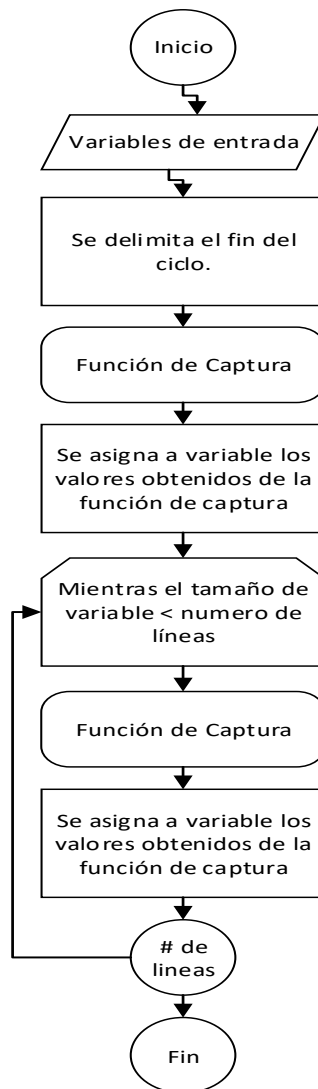 Inicio
Variables de entrada
Se delimita el fin del
ciclo.
Función de Captura
Se asigna a variable los
valores obtenidos de la
función de captura
Mientras el tamaño de
variable < numero de
líneas
Función de Captura
Se asigna a variable los
valores obtenidos de la
función de captura
# de
lineas
Fin